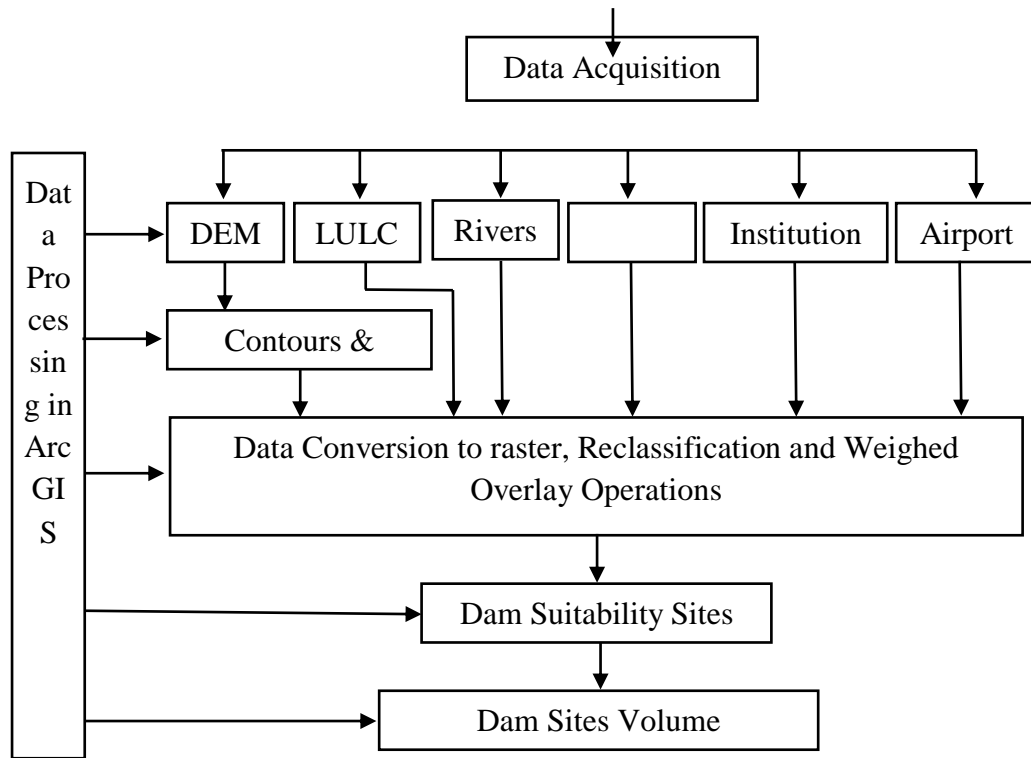 Data Acquisition
Dat
a
Pro
ces
sin
g in
Arc
GI
S
DEM
LULC
Rivers
Institution
Airport
Contours &
Data Conversion to raster, Reclassification and Weighed
Overlay Operations
Dam Suitability Sites
Dam Sites Volume